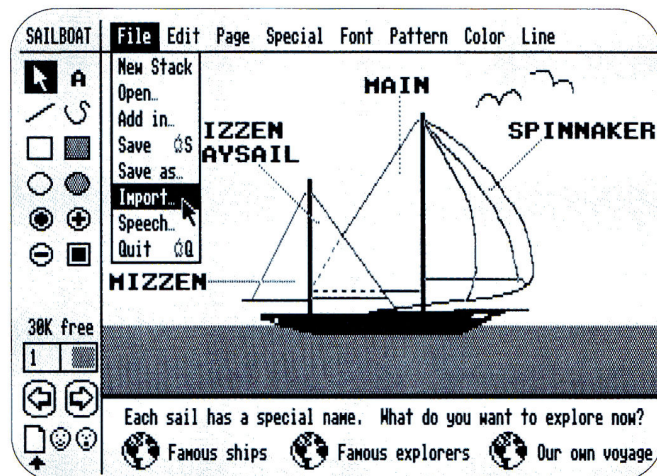 SAILBOAT File Edit Page Special Font Pattern Color Line
New Stack
Open…
Add in…
Save S
Save as…
Import…
Speech…
Quit Q
A
MAIN
IZZEN
AYSAIL
SPINNAKER
MIZZEN
30K free
1
Each sail has a special name. What do you want to explore now?
Famous ships Famous explorers Our own voyage